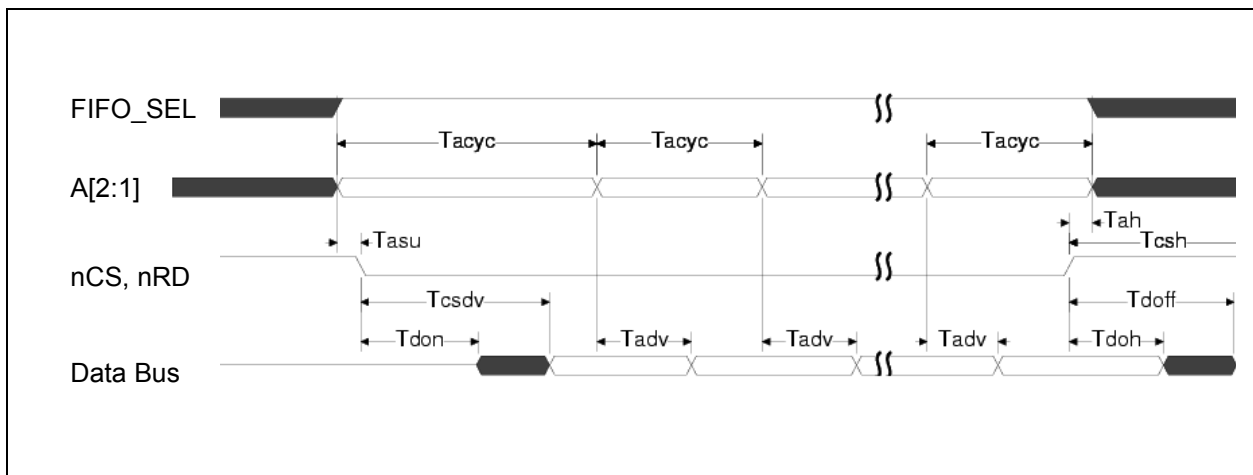 FIFO_SEL
Tacyc Tacyc Tacyc
A[2:1]
Tah
Tasu Tcsh
nCS, nRD
Tcsdv Tdoff
Tdon Tadv Tadv Tadv Tdoh
Data Bus